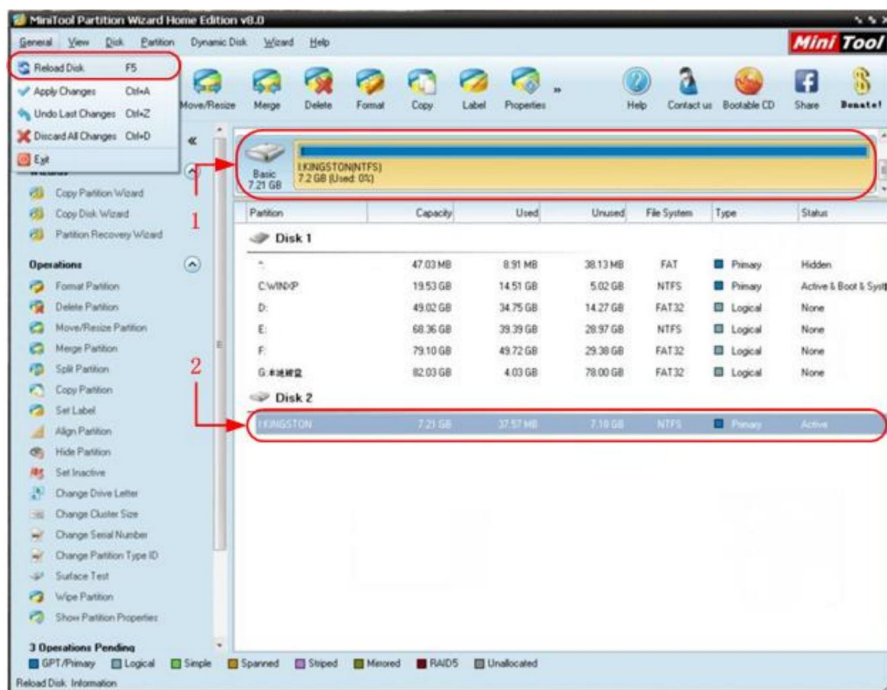 MiniTool Partition Wizard Home Edition v8.0
General View Disk Partition Dynamic Disk Wizard Help
Mini Tool
Reload Disk F5
Apply Changes Ctrl+A
Undo Last Changes Ctrl+Z
Discard All Changes Ctrl+D
Exit
Move/Resize Merge Delete Format Copy Label Properties » Help Contact us Bootable CD Share Donate!
Basic
7.21 GB
I:KINGSTON(NTFS)
7.2 GB (Used: 0%)
1
Copy Partition Wizard
Copy Disk Wizard
Partition Recovery Wizard
Operations
Format Partition
Delete Partition
Move/Resize Partition
Merge Partition
Split Partition
Copy Partition
Set Label
Align Partition
Hide Partition
Set Inactive
Change Drive Letter
Change Cluster Size
Change Serial Number
Change Partition Type ID
Surface Test
Wipe Partition
Show Partition Properties
3 Operations Pending
2
Partition Capacity Used Unused File System Type Status
Disk 1
*: 47.03 MB 8.91 MB 38.13 MB FAT Primary Hidden
C:WINXP 19.53 GB 14.51 GB 5.02 GB NTFS Primary Active & Boot & Syst
D: 49.02 GB 34.75 GB 14.27 GB FAT32 Logical None
E: 68.36 GB 39.39 GB 28.97 GB NTFS Logical None
F: 79.10 GB 49.72 GB 29.38 GB FAT32 Logical None
G:本地磁盘 82.03 GB 4.03 GB 78.00 GB FAT32 Logical None
Disk 2
I:KINGSTON 7.21 GB 37.57 MB 7.18 GB NTFS Primary Active
GPT/Primary Logical Simple Spanned Striped Mirrored RAID5 Unallocated
Reload Disk Information